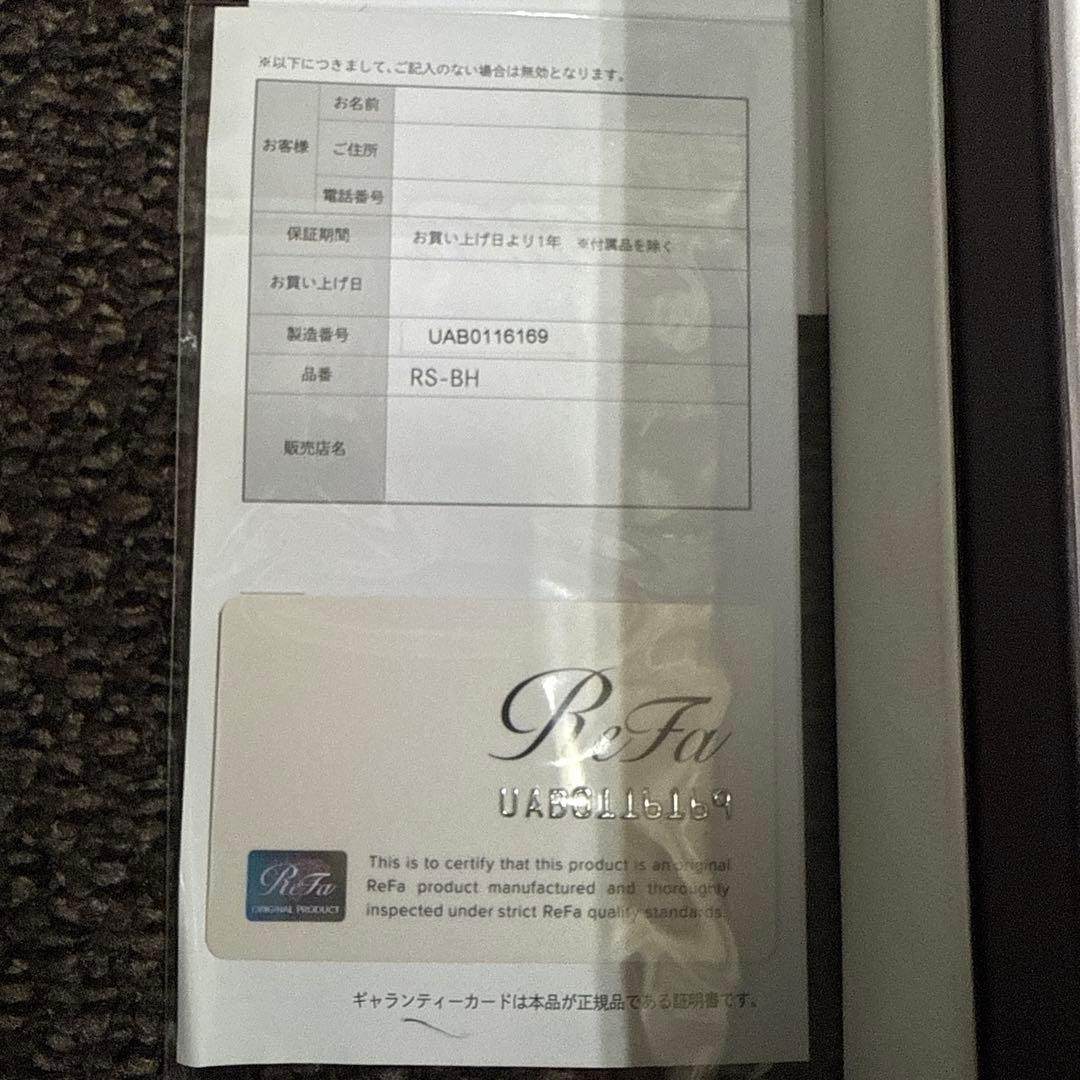 ※以下につきまして、ご記入のない場合は無効となります。
お客様
お名前
ご住所
電話番号
保証期間 お買い上げ日より1年 ※付属品を除く
お買い上げ日
製造番号 UAB0116169
品番 RS-BH
販売店名
ReFa
UAB0116169
ReFa
ORIGINAL PRODUCT
This is to certify that this product is an original
ReFa product manufactured and thoroughly
inspected under strict ReFa quality standards.
ギャランティーカードは本品が正規品である証明書です。